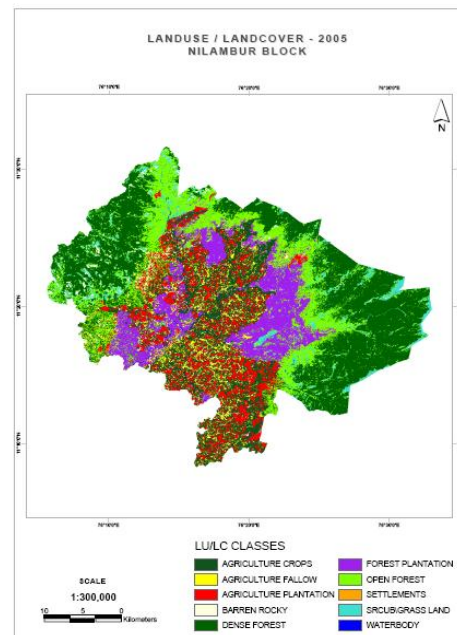 LANDUSE / LANDCOVER - 2005
NILAMBUR BLOCK
N
LU/LC CLASSES
AGRICULTURE CROPS
AGRICULTURE FALLOW
AGRICULTURE PLANTATION
BARREN ROCKY
DENSE FOREST
FOREST PLANTATION
OPEN FOREST
SETTLEMENTS
SRCUB\GRASS LAND
WATERBODY
SCALE
1:300,000
10 5 0
Kilometers